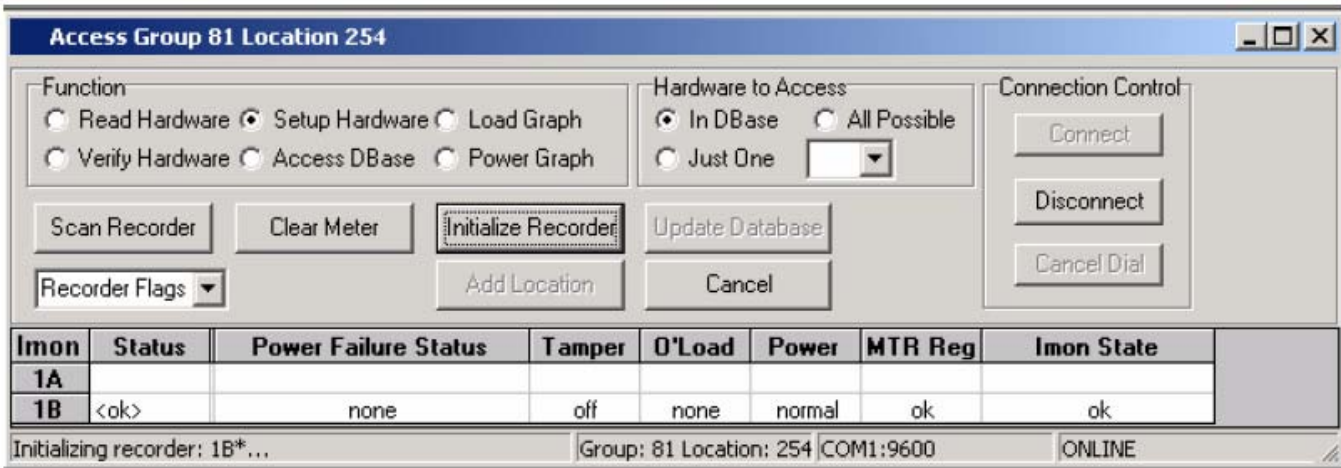 Access Group 81 Location 254
Function
Read Hardware Setup Hardware Load Graph
Verify Hardware Access DBase Power Graph
Hardware to Access
In DBase All Possible
Just One
Connection Control
Connect
Disconnect
Cancel Dial
Scan Recorder Clear Meter Initialize Recorder Update Database
Recorder Flags Add Location Cancel
Imon Status Power Failure Status Tamper O'Load Power MTR Reg Imon State
1A
1B <ok> none off none normal ok ok
Initializing recorder: 1B*... Group: 81 Location: 254 COM1:9600 ONLINE